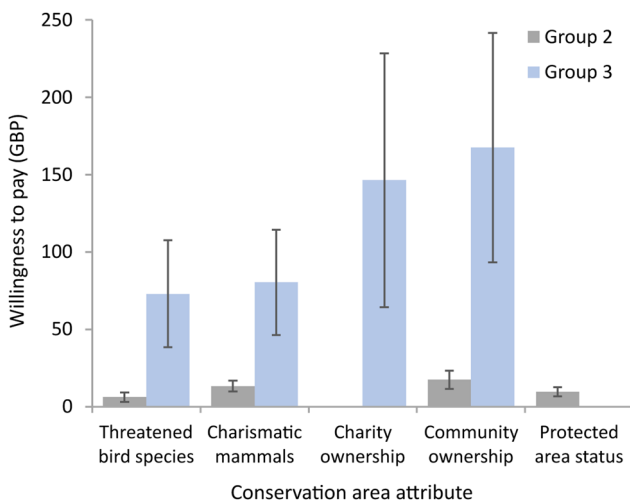 250
200
150
100
50
0
Willingness to pay (GBP)
Group 2
Group 3
Threatened
bird species
Charismatic
mammals
Charity
ownership
Community
ownership
Protected
area status
Conservation area attribute